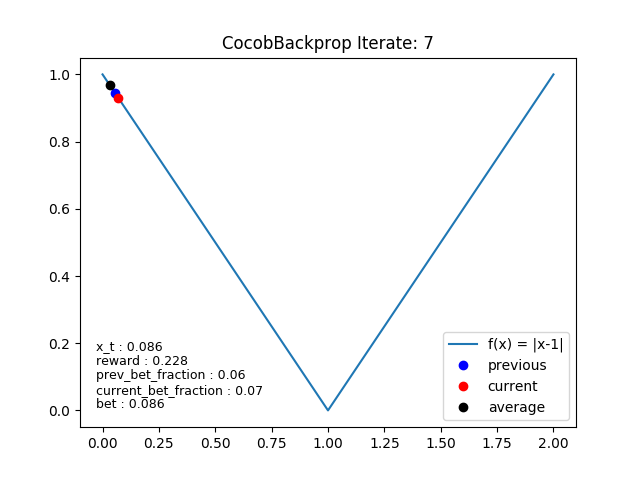 CocobBackprop Iterate: 7
1.0
0.8
0.6
0.4
0.2
0.0
x_t : 0.086
reward : 0.228
prev_bet_fraction : 0.06
current_bet_fraction : 0.07
bet : 0.086
f(x) = |x-1|
previous
current
average
0.00 0.25 0.50 0.75 1.00 1.25 1.50 1.75 2.00